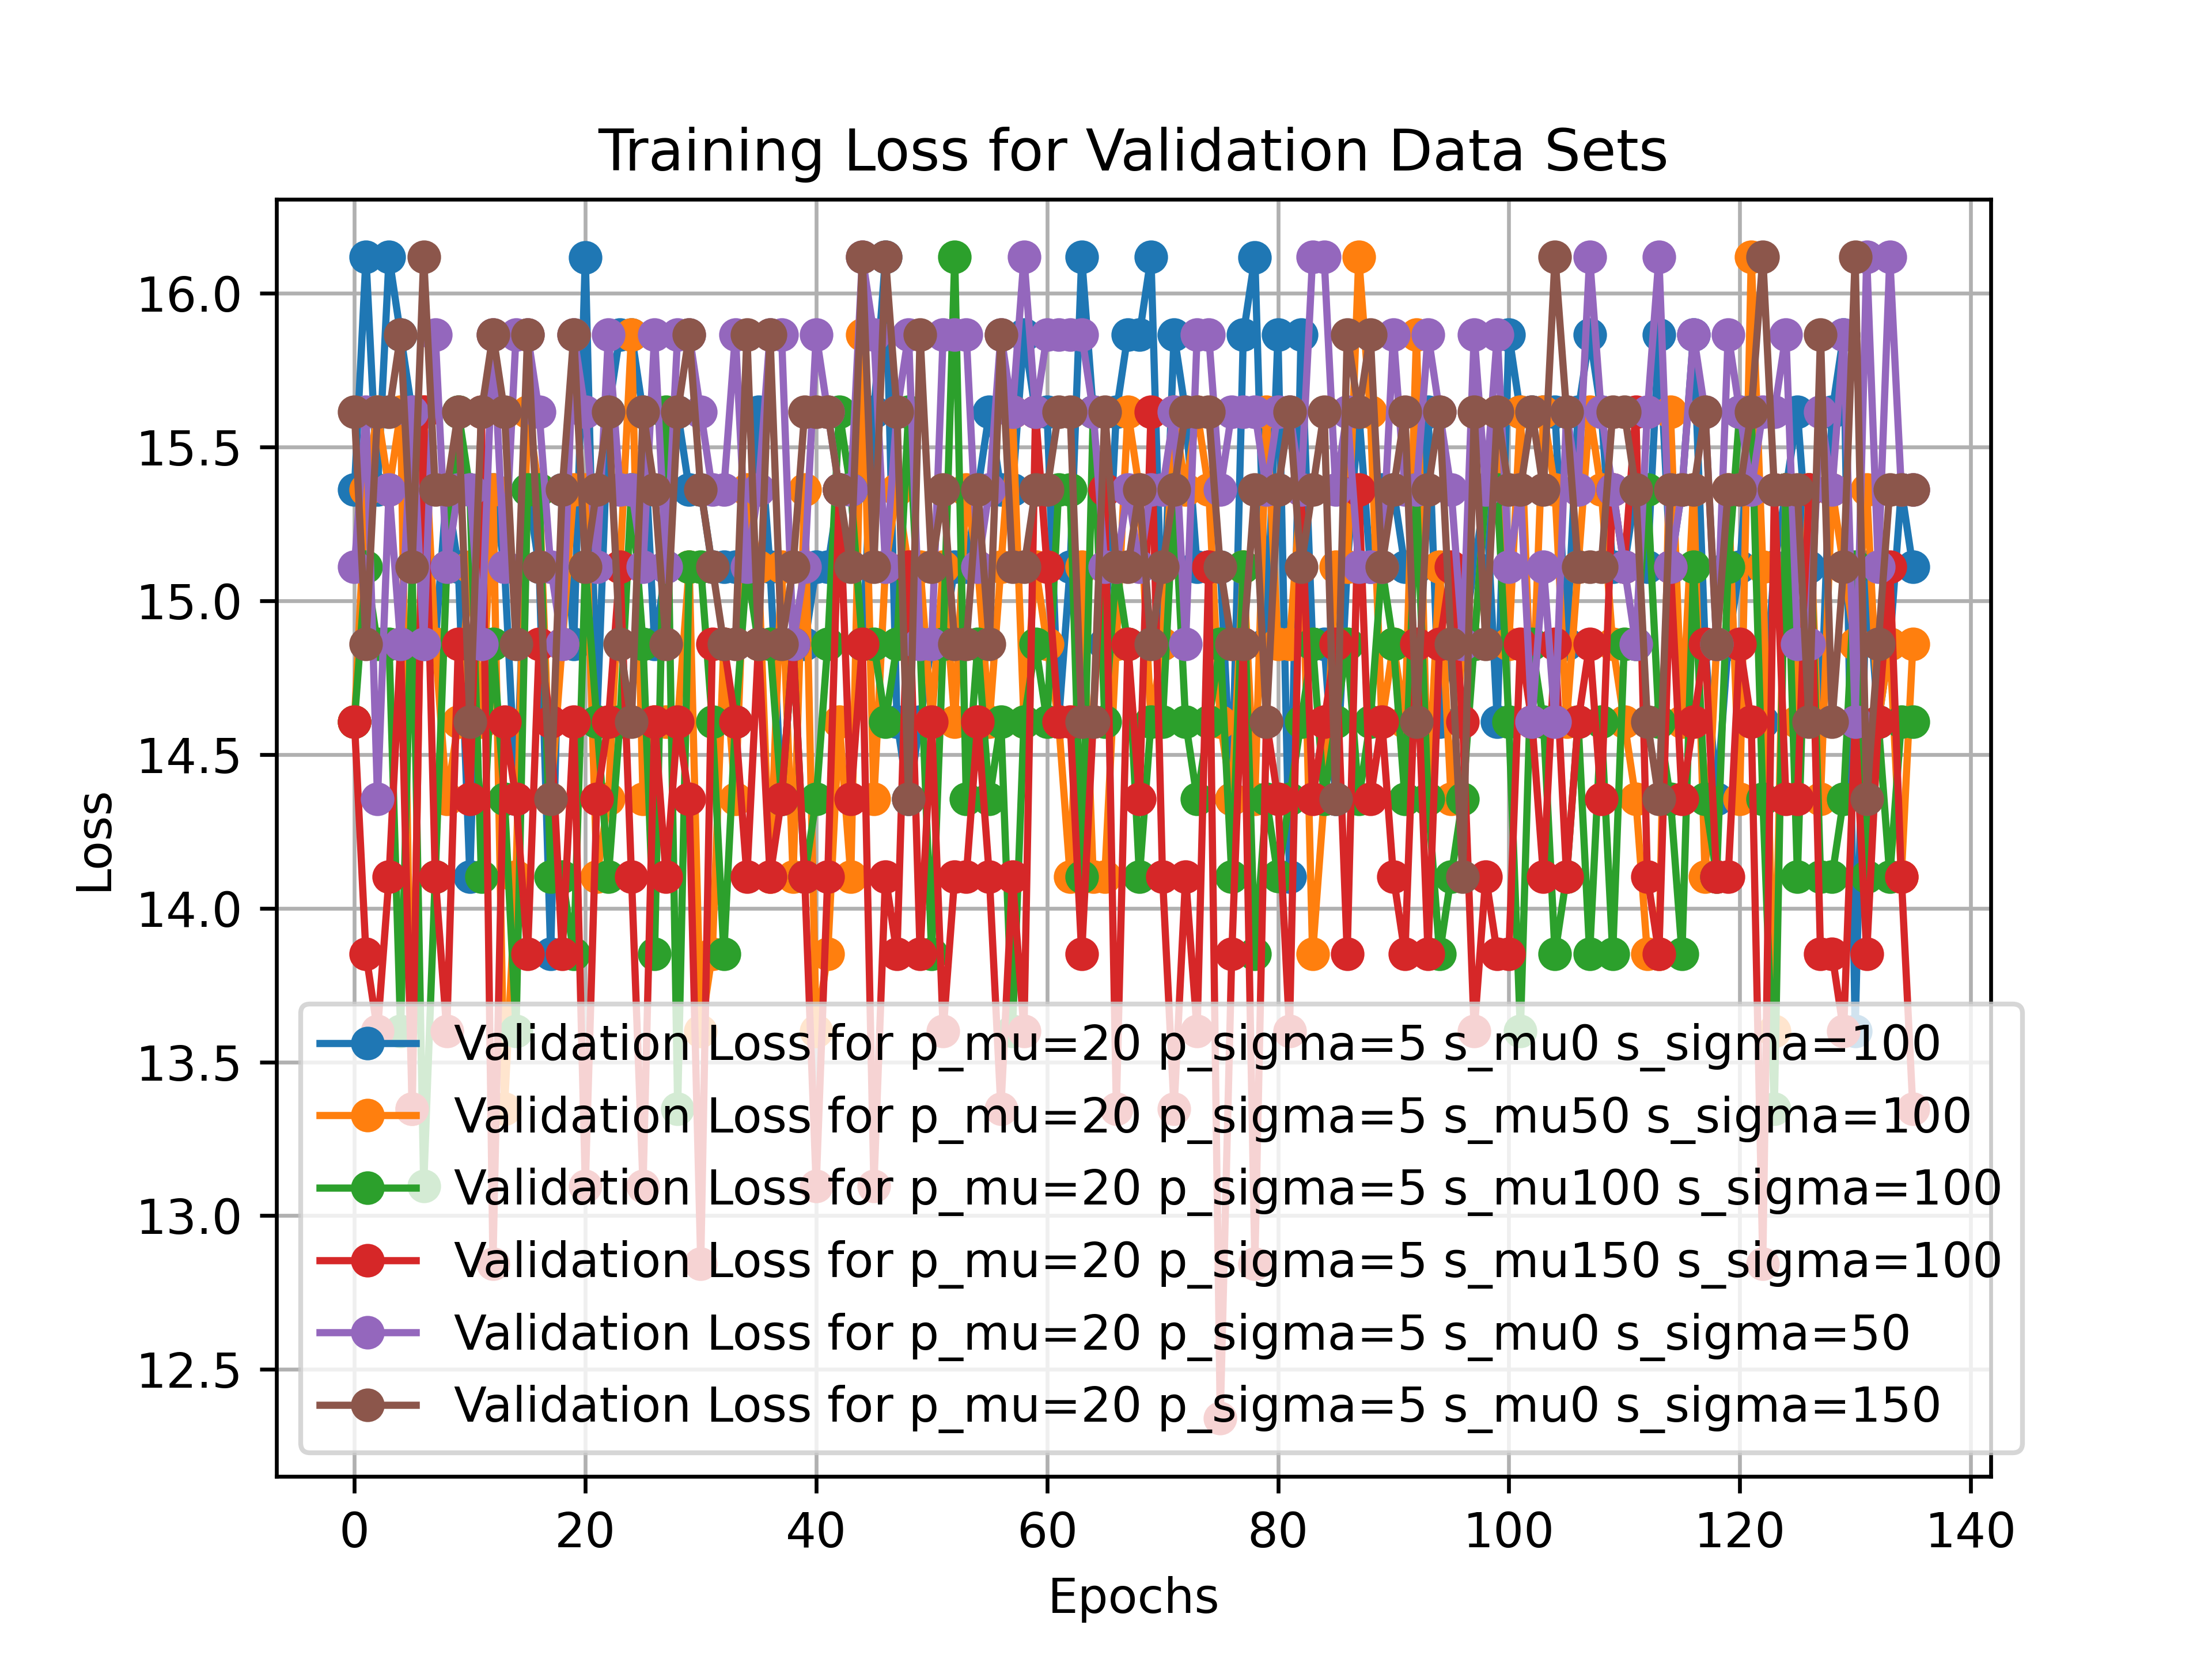 Training Loss for Validation Data Sets
16.0
15.5
15.0
14.5
14.0
13.5
13.0
12.5
Loss
Validation Loss for p_mu=20 p_sigma=5 s_mu0 s_sigma=100
Validation Loss for p_mu=20 p_sigma=5 s_mu50 s_sigma=100
Validation Loss for p_mu=20 p_sigma=5 s_mu100 s_sigma=100
Validation Loss for p_mu=20 p_sigma=5 s_mu150 s_sigma=100
Validation Loss for p_mu=20 p_sigma=5 s_mu0 s_sigma=50
Validation Loss for p_mu=20 p_sigma=5 s_mu0 s_sigma=150
0 20 40 60 80 100 120 140
Epochs